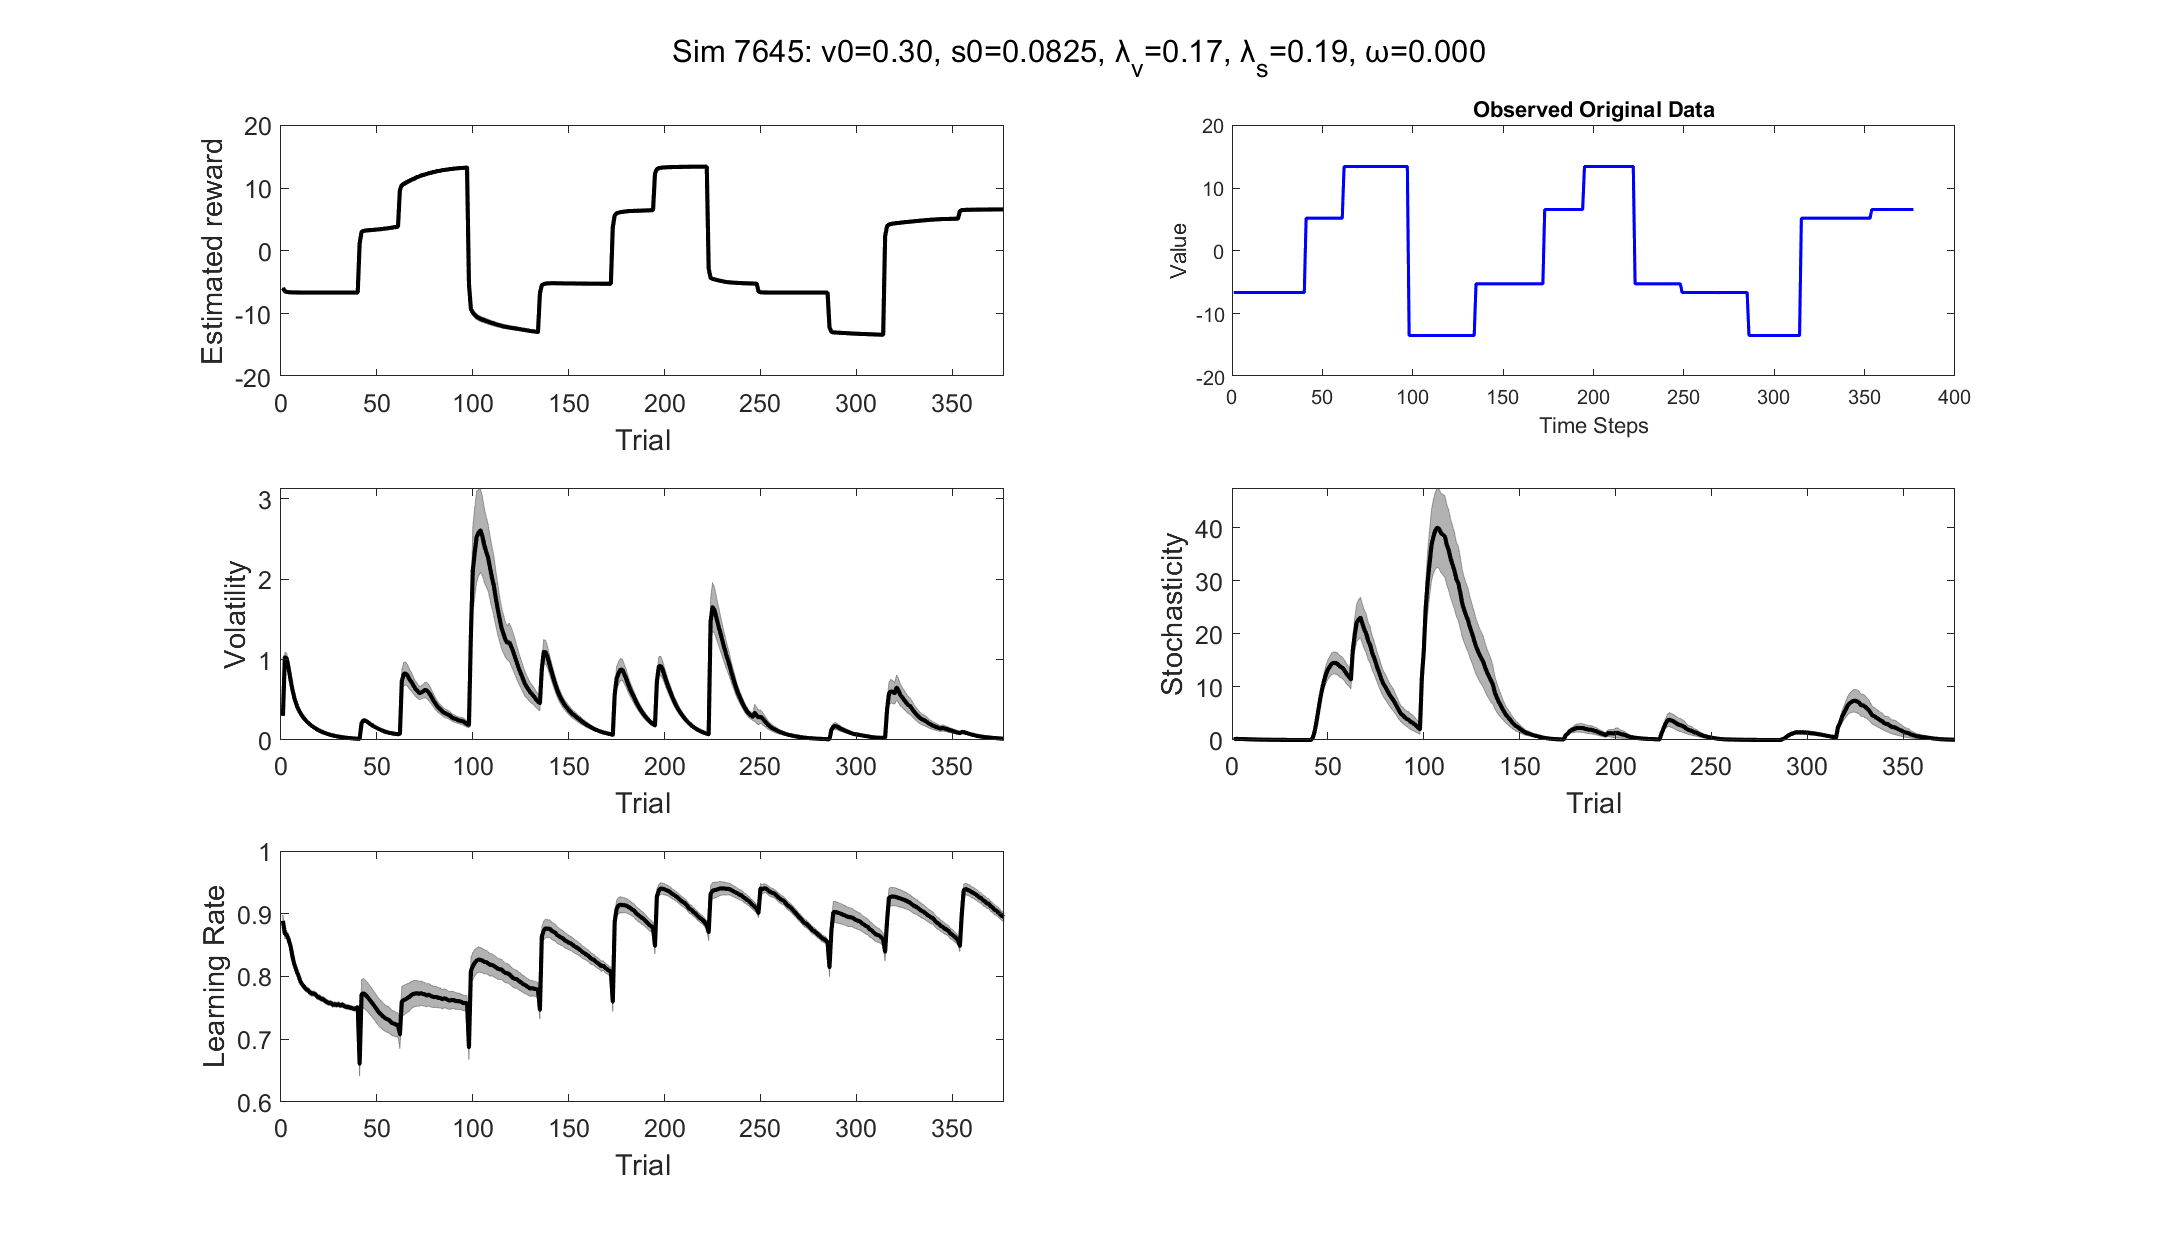 Sim 7645: v0=0.30, s0=0.0825, λ_v=0.17, λ_s=0.19, ω=0.000
Estimated reward
20
10
0
-10
-20
0 50 100 150 200 250 300 350
Trial
Observed Original Data
Value
20
10
0
-10
-20
0 50 100 150 200 250 300 350 400
Time Steps
Volatility
3
2
1
0
0 50 100 150 200 250 300 350
Trial
Stochasticity
40
30
20
10
0
0 50 100 150 200 250 300 350
Trial
Learning Rate
1
0.9
0.8
0.7
0.6
0 50 100 150 200 250 300 350
Trial